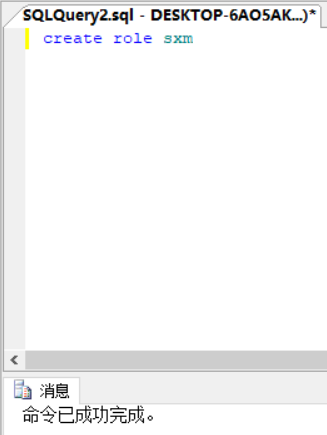 SQLQuery2.sql - DESKTOP-6AO5AK...)*
create role sxm
消息
命令已成功完成。